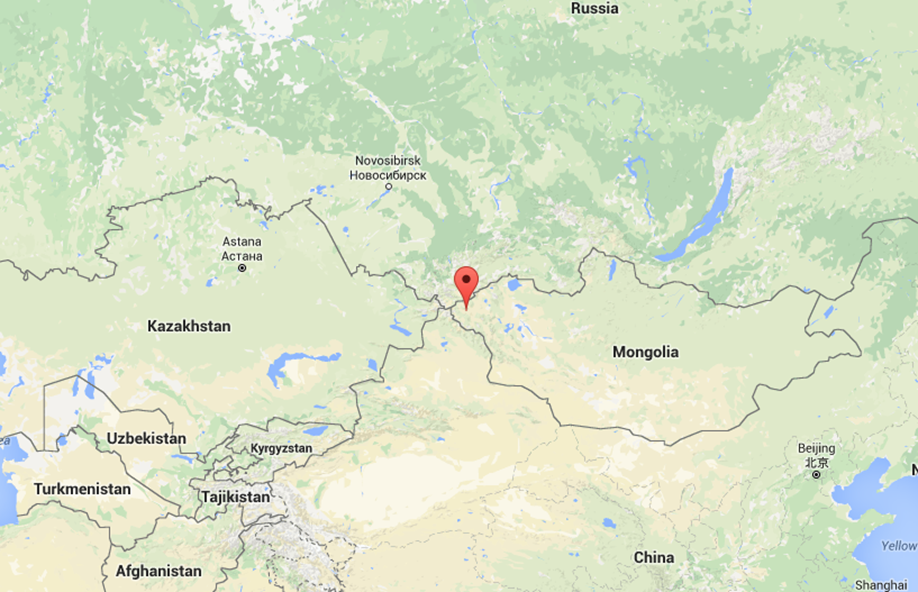 Russia
Novosibirsk
Новосибирск
Astana
Астана
Kazakhstan
Mongolia
Uzbekistan
Kyrgyzstan
Beijing
北京
Turkmenistan
Tajikistan
Yellow
China
Afghanistan
Shanghai